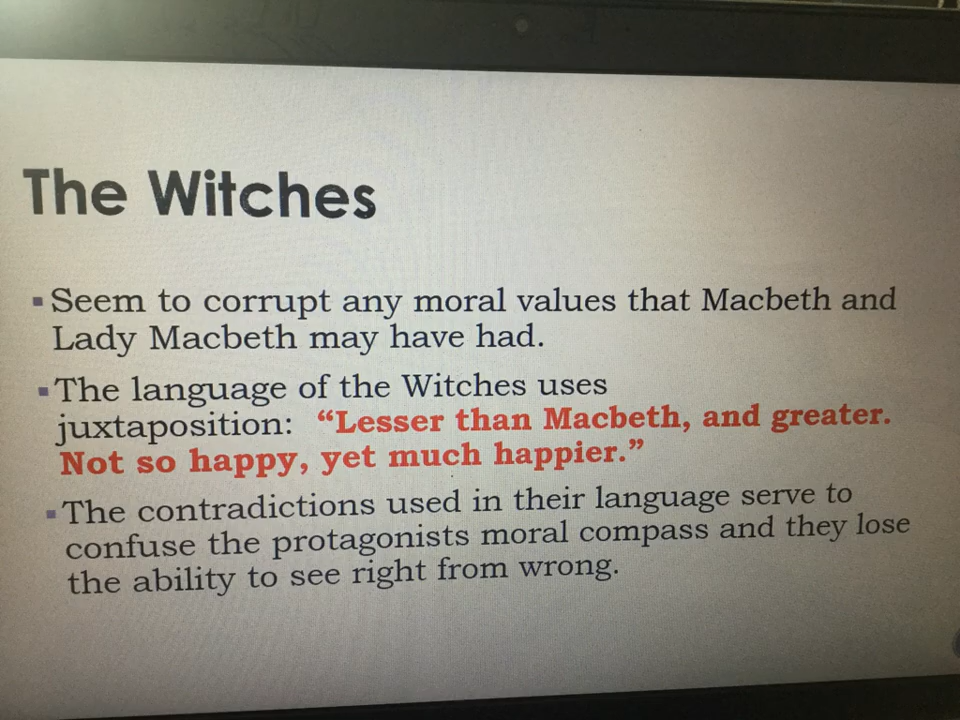 The Witches
▪ Seem to corrupt any moral values that Macbeth and
Lady Macbeth may have had.
▪ The language of the Witches uses
juxtaposition: “Lesser than Macbeth, and greater.
Not so happy, yet much happier.”
▪ The contradictions used in their language serve to
confuse the protagonists moral compass and they lose
the ability to see right from wrong.